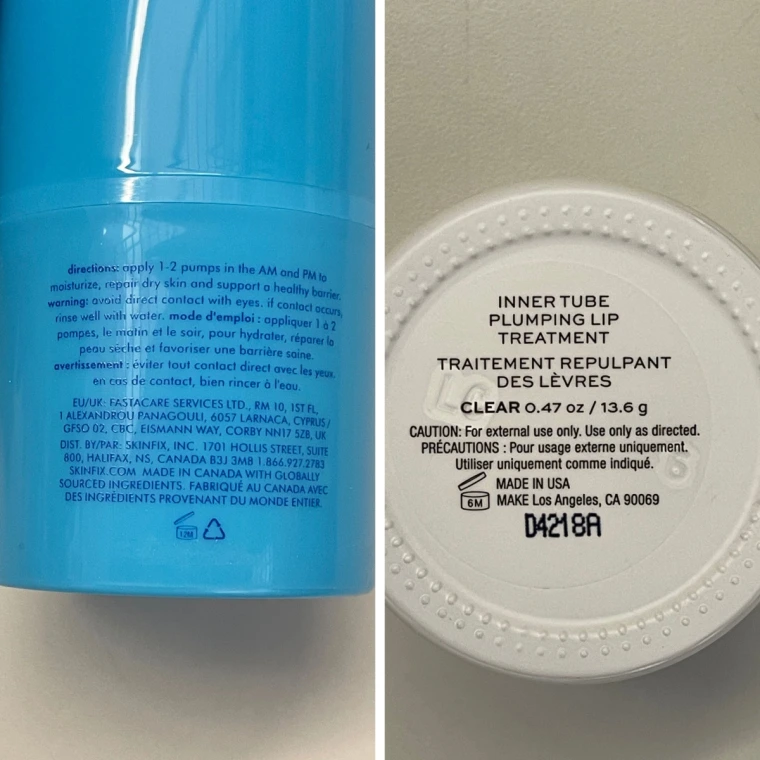 directions: apply 1-2 pumps in the AM and PM to
moisturize, repair dry skin and support a healthy barrier.
warning: avoid direct contact with eyes. if contact occurs,
rinse well with water. mode d'emploi : appliquer 1 à 2
pompes, le matin et le soir, pour hydrater, réparer la
peau sèche et favoriser une barrière saine.
avertissement : éviter tout contact direct avec les yeux.
en cas de contact, bien rincer à l'eau.
EU/UK: FASTACARE SERVICES LTD., RM 10, 1ST FL,
1 ALEXANDROU PANAGOULI, 6057 LARNACA, CYPRUS /
GFSO 02, CBC, EISMANN WAY, CORBY NN17 5ZB, UK
DIST. BY/PAR: SKINFIX, INC. 1701 HOLLIS STREET, SUITE
800, HALIFAX, NS, CANADA B3J 3M8 1.866.927.2783
SKINFIX.COM MADE IN CANADA WITH GLOBALLY
SOURCED INGREDIENTS. FABRIQUÉ AU CANADA AVEC
DES INGRÉDIENTS PROVENANT DU MONDE ENTIER.
12M
INNER TUBE
PLUMPING LIP
TREATMENT
TRAITEMENT REPULPANT
DES LÈVRES
CLEAR 0.47 oz / 13.6 g
CAUTION: For external use only. Use only as directed.
PRÉCAUTIONS : Pour usage externe uniquement.
Utiliser uniquement comme indiqué.
MADE IN USA
6M MAKE Los Angeles, CA 90069
D4218A